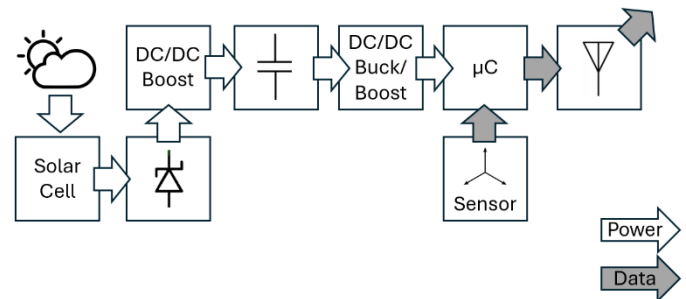 DC/DC
Boost
DC/DC
Buck/
Boost
µC
Solar
Cell
Sensor
Power
Data